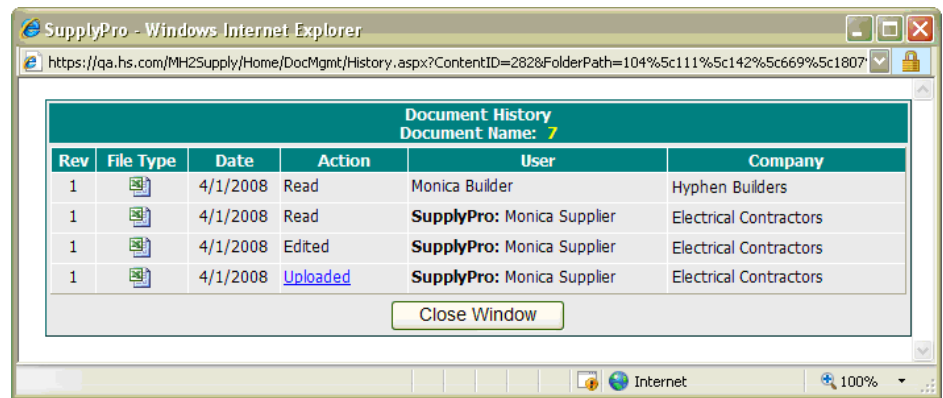 SupplyPro - Windows Internet Explorer
https://qa.hs.com/MH2Supply/Home/DocMgmt/History.aspx?ContentID=282&FolderPath=104%5c111%5c142%5c669%5c1807
Document History
Document Name: 7
Rev File Type Date Action User Company
1 4/1/2008 Read Monica Builder Hyphen Builders
1 4/1/2008 Read SupplyPro: Monica Supplier Electrical Contractors
1 4/1/2008 Edited SupplyPro: Monica Supplier Electrical Contractors
1 4/1/2008 Uploaded SupplyPro: Monica Supplier Electrical Contractors
Close Window
Internet 100%